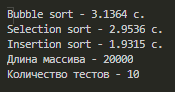 Bubble sort - 3.1364 с.
Selection sort - 2.9536 с.
Insertion sort - 1.9315 с.
Длина массива - 20000
Количество тестов - 10